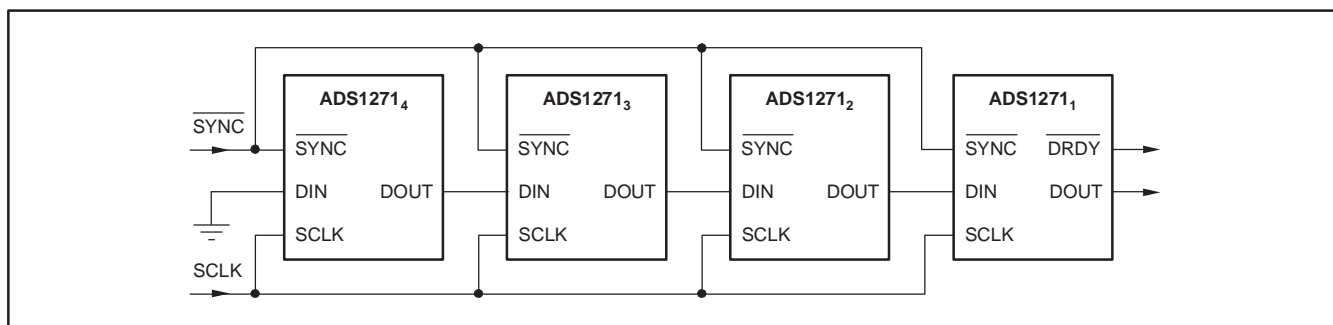 ADS1271₄ ADS1271₃ ADS1271₂ ADS1271₁
SYNC
SYNC SYNC SYNC SYNC DRDY
DIN DOUT DIN DOUT DIN DOUT DIN DOUT
SCLK SCLK SCLK SCLK
SCLK